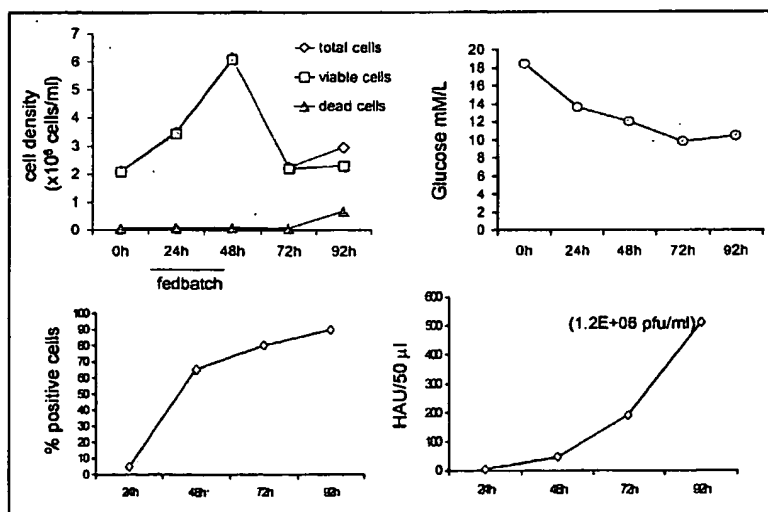 cell density
(x10⁶ cells/ml)
7
6
5
4
3
2
1
0
total cells
viable cells
dead cells
0h 24h 48h 72h 92h
fedbatch
Glucose mM/L
20
18
16
14
12
10
8
6
4
2
0
0h 24h 48h 72h 92h
% positive cells
100
90
80
70
60
50
40
30
20
10
0
24h 48h 72h 92h
HAU/50 µl
600
500
400
300
200
100
0
(1.2E+06 pfu/ml)
24h 48h 72h 92h